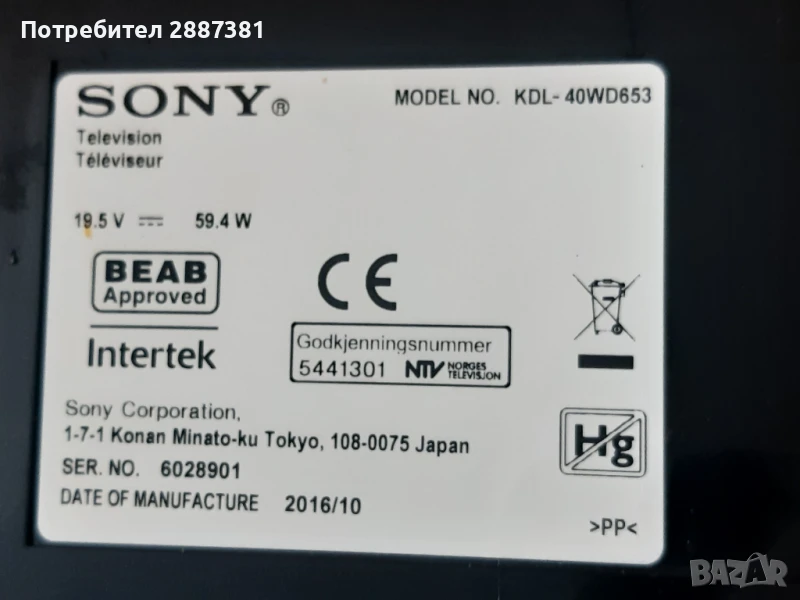 Потребител 2887381
SONY®
MODEL NO. KDL-40WD653
Television
Téléviseur
19.5 V 59.4 W
BEAB
Approved
Intertek
CE
Godkjenningsnummer
5441301 NTV NORGES TELEVISJON
Sony Corporation,
1-7-1 Konan Minato-ku Tokyo, 108-0075 Japan
Hg
SER. NO. 6028901
DATE OF MANUFACTURE 2016/10
>PP<
BAZAR